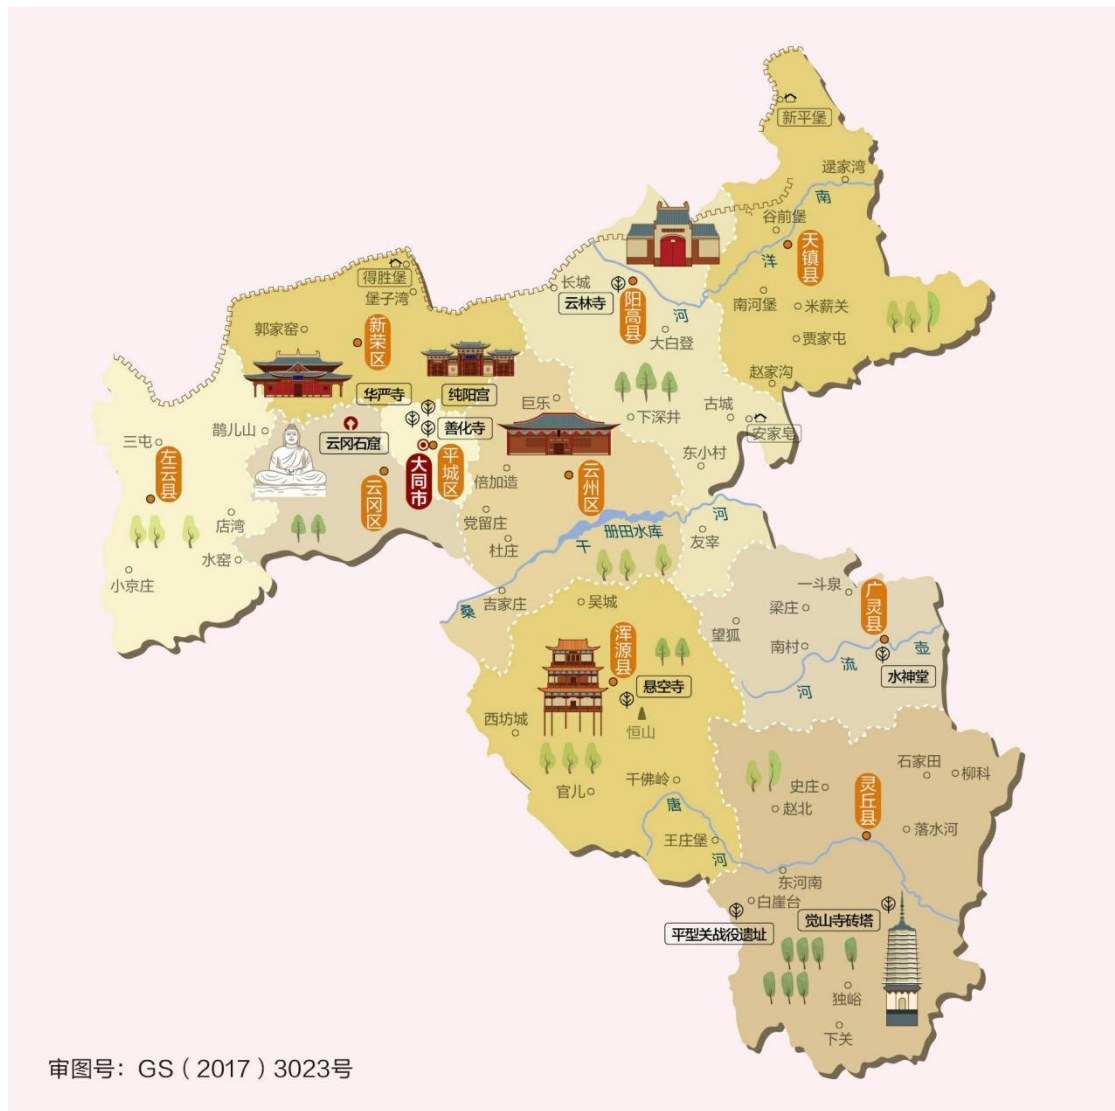 新平堡
逯家湾
南
谷前堡
天镇县
洋
得胜堡
堡子湾
长城
云林寺
阳高县
南河堡
米薪关
河
郭家窑
新荣区
大白登
贾家屯
赵家沟
华严寺
纯阳宫
巨乐
古城
下深井
鹊儿山
云冈石窟
善化寺
安家皂
三屯
左云县
大同市
平城区
云冈区
倍加造
云州区
东小村
店湾
党留庄
册田水库
河
友宰
水窑
杜庄
干
小京庄
吉家庄
桑
吴城
一斗泉
广灵县
梁庄
望狐
浑源县
南村
壶
流
河
水神堂
悬空寺
西坊城
恒山
石家田
柳科
千佛岭
官儿
史庄
灵丘县
唐
赵北
落水河
王庄堡
河
东河南
白崖台
觉山寺砖塔
平型关战役遗址
独峪
下关
审图号：GS（2017）3023号